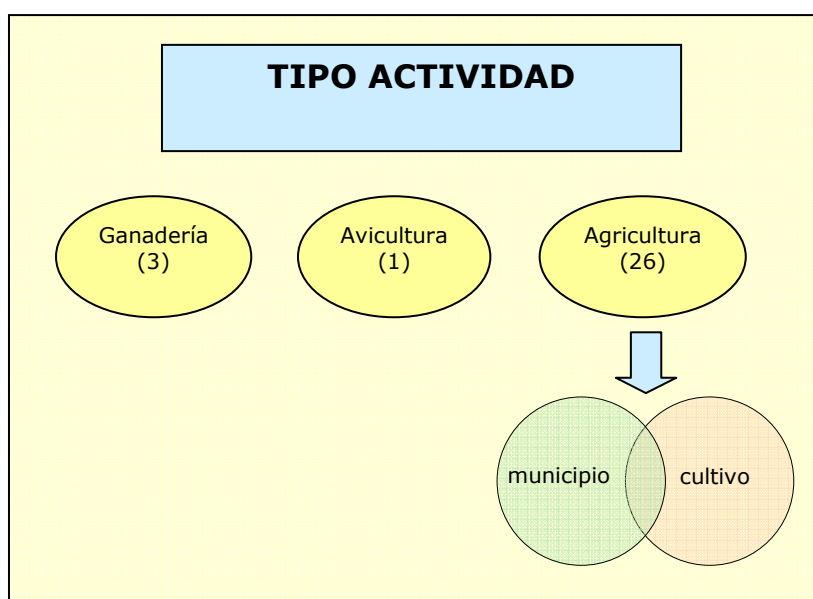 TIPO ACTIVIDAD
Ganadería
(3)
Avicultura
(1)
Agricultura
(26)
municipio
cultivo